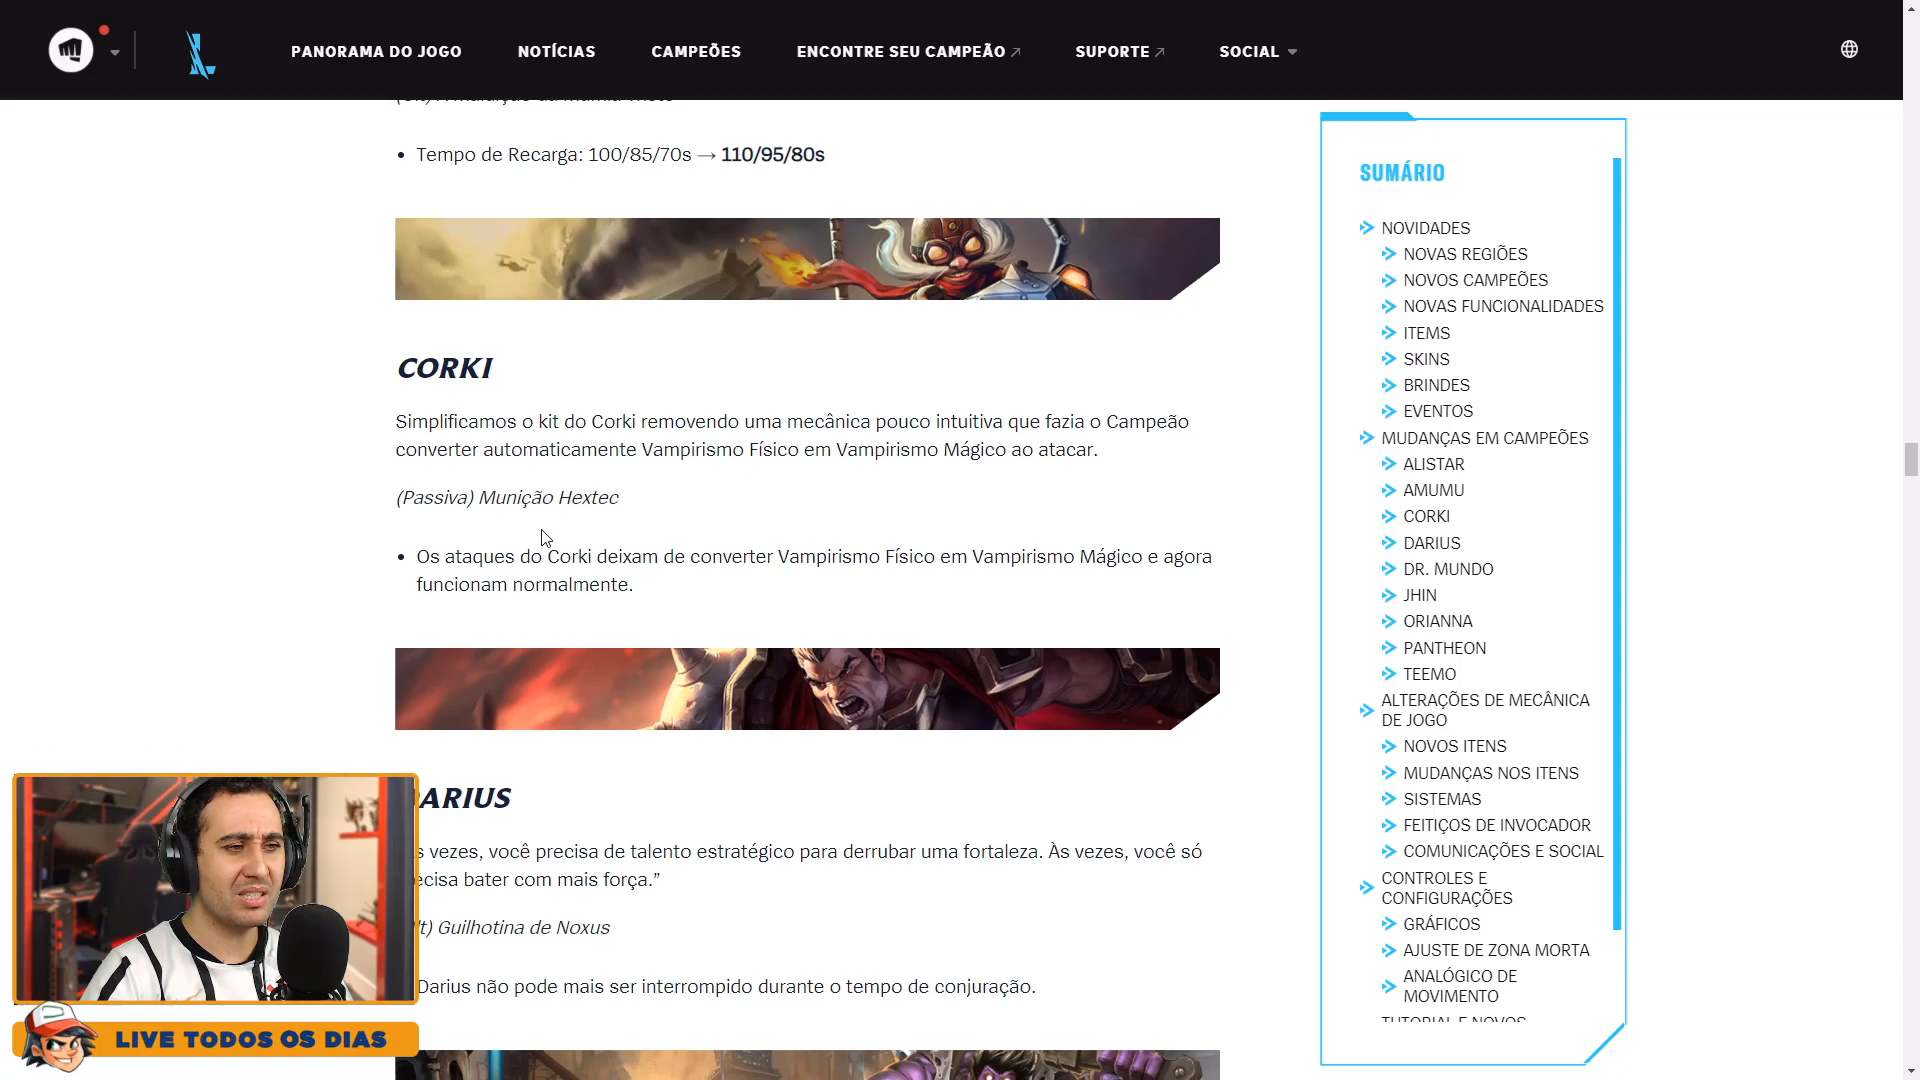 PANORAMA DO JOGO NOTÍCIAS CAMPEÕES ENCONTRE SEU CAMPEÃO SUPORTE SOCIAL
• Tempo de Recarga: 100/85/70s → 110/95/80s
CORKI
Simplificamos o kit do Corki removendo uma mecânica pouco intuitiva que fazia o Campeão
converter automaticamente Vampirismo Físico em Vampirismo Mágico ao atacar.
(Passiva) Munição Hextec
• Os ataques do Corki deixam de converter Vampirismo Físico em Vampirismo Mágico e agora
funcionam normalmente.
ARIUS
s vezes, você precisa de talento estratégico para derrubar uma fortaleza. Às vezes, você só
ecisa bater com mais força.”
lt) Guilhotina de Noxus
Darius não pode mais ser interrompido durante o tempo de conjuração.
SUMÁRIO
NOVIDADES
NOVAS REGIÕES
NOVOS CAMPEÕES
NOVAS FUNCIONALIDADES
ITEMS
SKINS
BRINDES
EVENTOS
MUDANÇAS EM CAMPEÕES
ALISTAR
AMUMU
CORKI
DARIUS
DR. MUNDO
JHIN
ORIANNA
PANTHEON
TEEMO
ALTERAÇÕES DE MECÂNICA
DE JOGO
NOVOS ITENS
MUDANÇAS NOS ITENS
SISTEMAS
FEITIÇOS DE INVOCADOR
COMUNICAÇÕES E SOCIAL
CONTROLES E
CONFIGURAÇÕES
GRÁFICOS
AJUSTE DE ZONA MORTA
ANALÓGICO DE
MOVIMENTO
TUTORIAL E NOVOS
LIVE TODOS OS DIAS